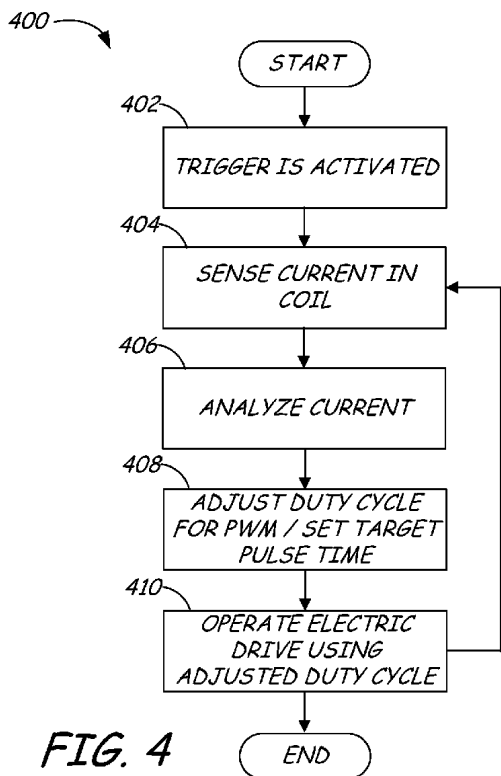 400
START
402
TRIGGER IS ACTIVATED
404
SENSE CURRENT IN
COIL
406
ANALYZE CURRENT
408
ADJUST DUTY CYCLE
FOR PWM / SET TARGET
PULSE TIME
410
OPERATE ELECTRIC
DRIVE USING
ADJUSTED DUTY CYCLE
END
FIG. 4